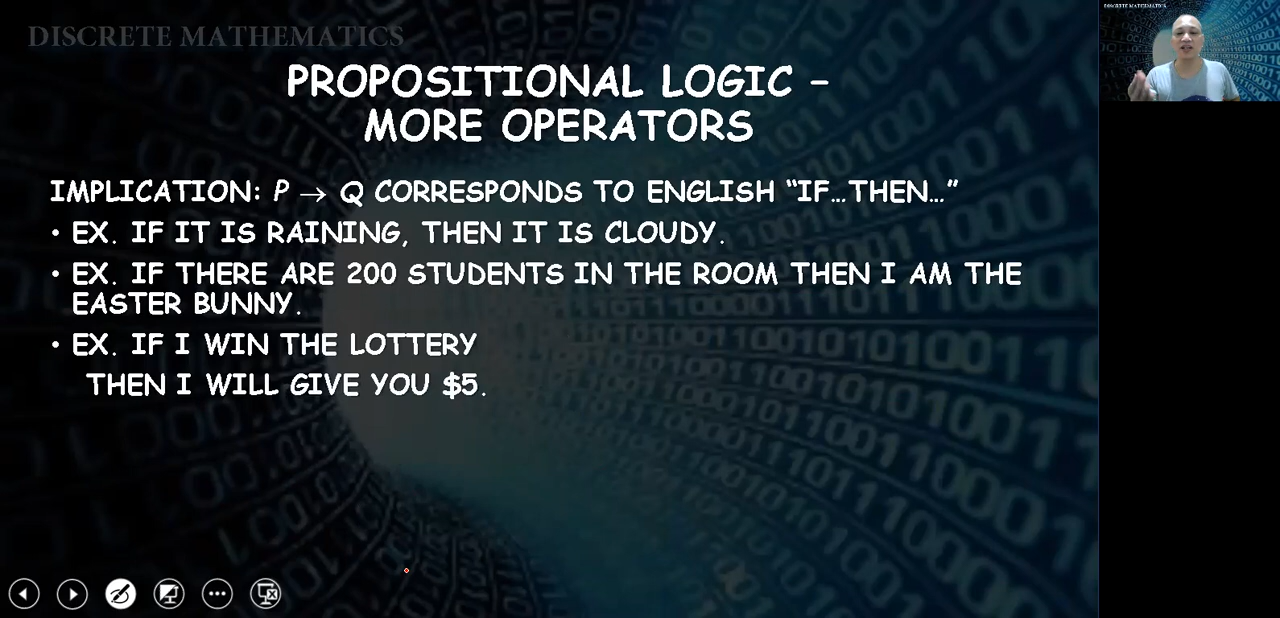 DISCRETE MATHEMATICS
PROPOSITIONAL LOGIC –
MORE OPERATORS
IMPLICATION: P → Q CORRESPONDS TO ENGLISH “IF…THEN…”
• EX. IF IT IS RAINING, THEN IT IS CLOUDY.
• EX. IF THERE ARE 200 STUDENTS IN THE ROOM THEN I AM THE
EASTER BUNNY.
• EX. IF I WIN THE LOTTERY
THEN I WILL GIVE YOU $5.
DISCRETE MATHEMATICS